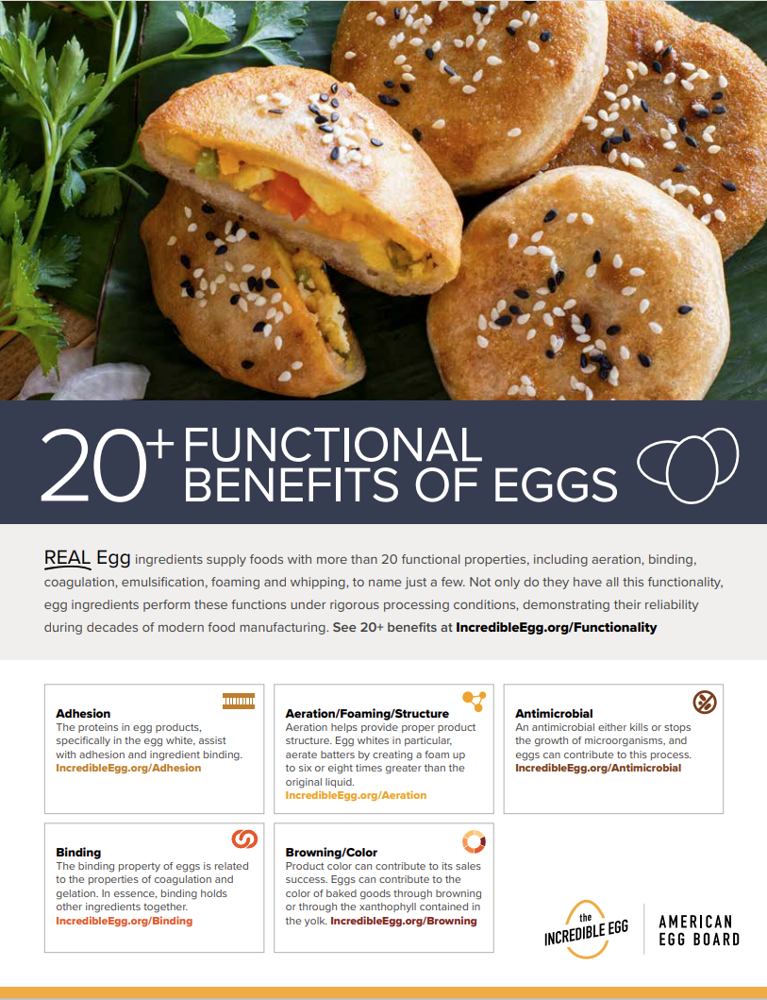 20+ FUNCTIONAL
BENEFITS OF EGGS
REAL Egg ingredients supply foods with more than 20 functional properties, including aeration, binding,
coagulation, emulsification, foaming and whipping, to name just a few. Not only do they have all this functionality,
egg ingredients perform these functions under rigorous processing conditions, demonstrating their reliability
during decades of modern food manufacturing. See 20+ benefits at IncredibleEgg.org/Functionality
Adhesion
The proteins in egg products,
specifically in the egg white, assist
with adhesion and ingredient binding.
IncredibleEgg.org/Adhesion
Aeration/Foaming/Structure
Aeration helps provide proper product
structure. Egg whites in particular,
aerate batters by creating a foam up
to six or eight times greater than the
original liquid.
IncredibleEgg.org/Aeration
Antimicrobial
An antimicrobial either kills or stops
the growth of microorganisms, and
eggs can contribute to this process.
IncredibleEgg.org/Antimicrobial
Binding
The binding property of eggs is related
to the properties of coagulation and
gelation. In essence, binding holds
other ingredients together.
IncredibleEgg.org/Binding
Browning/Color
Product color can contribute to its sales
success. Eggs can contribute to the
color of baked goods through browning
or through the xanthophyll contained in
the yolk. IncredibleEgg.org/Browning
the
INCREDIBLE EGG
AMERICAN
EGG BOARD